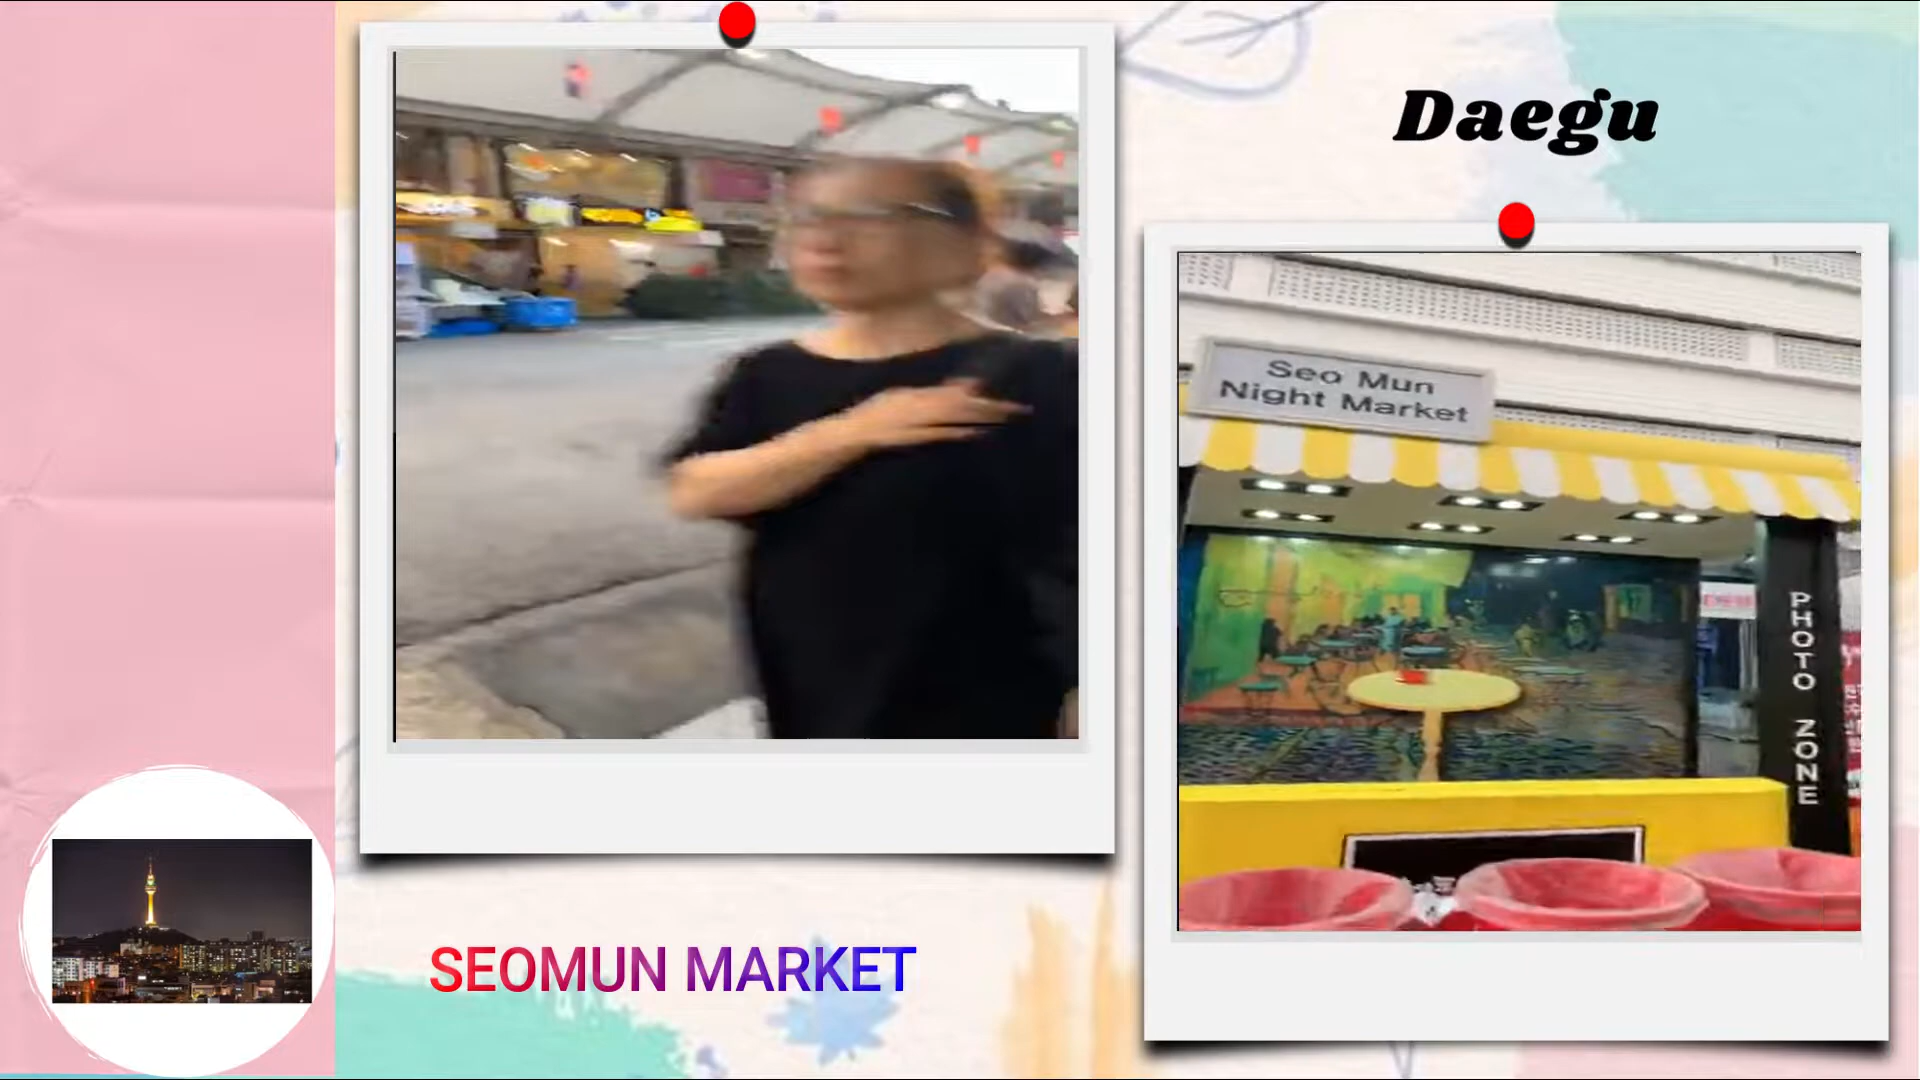 Daegu
Seo Mun
Night Market
PHOTO ZONE
SEOMUN MARKET